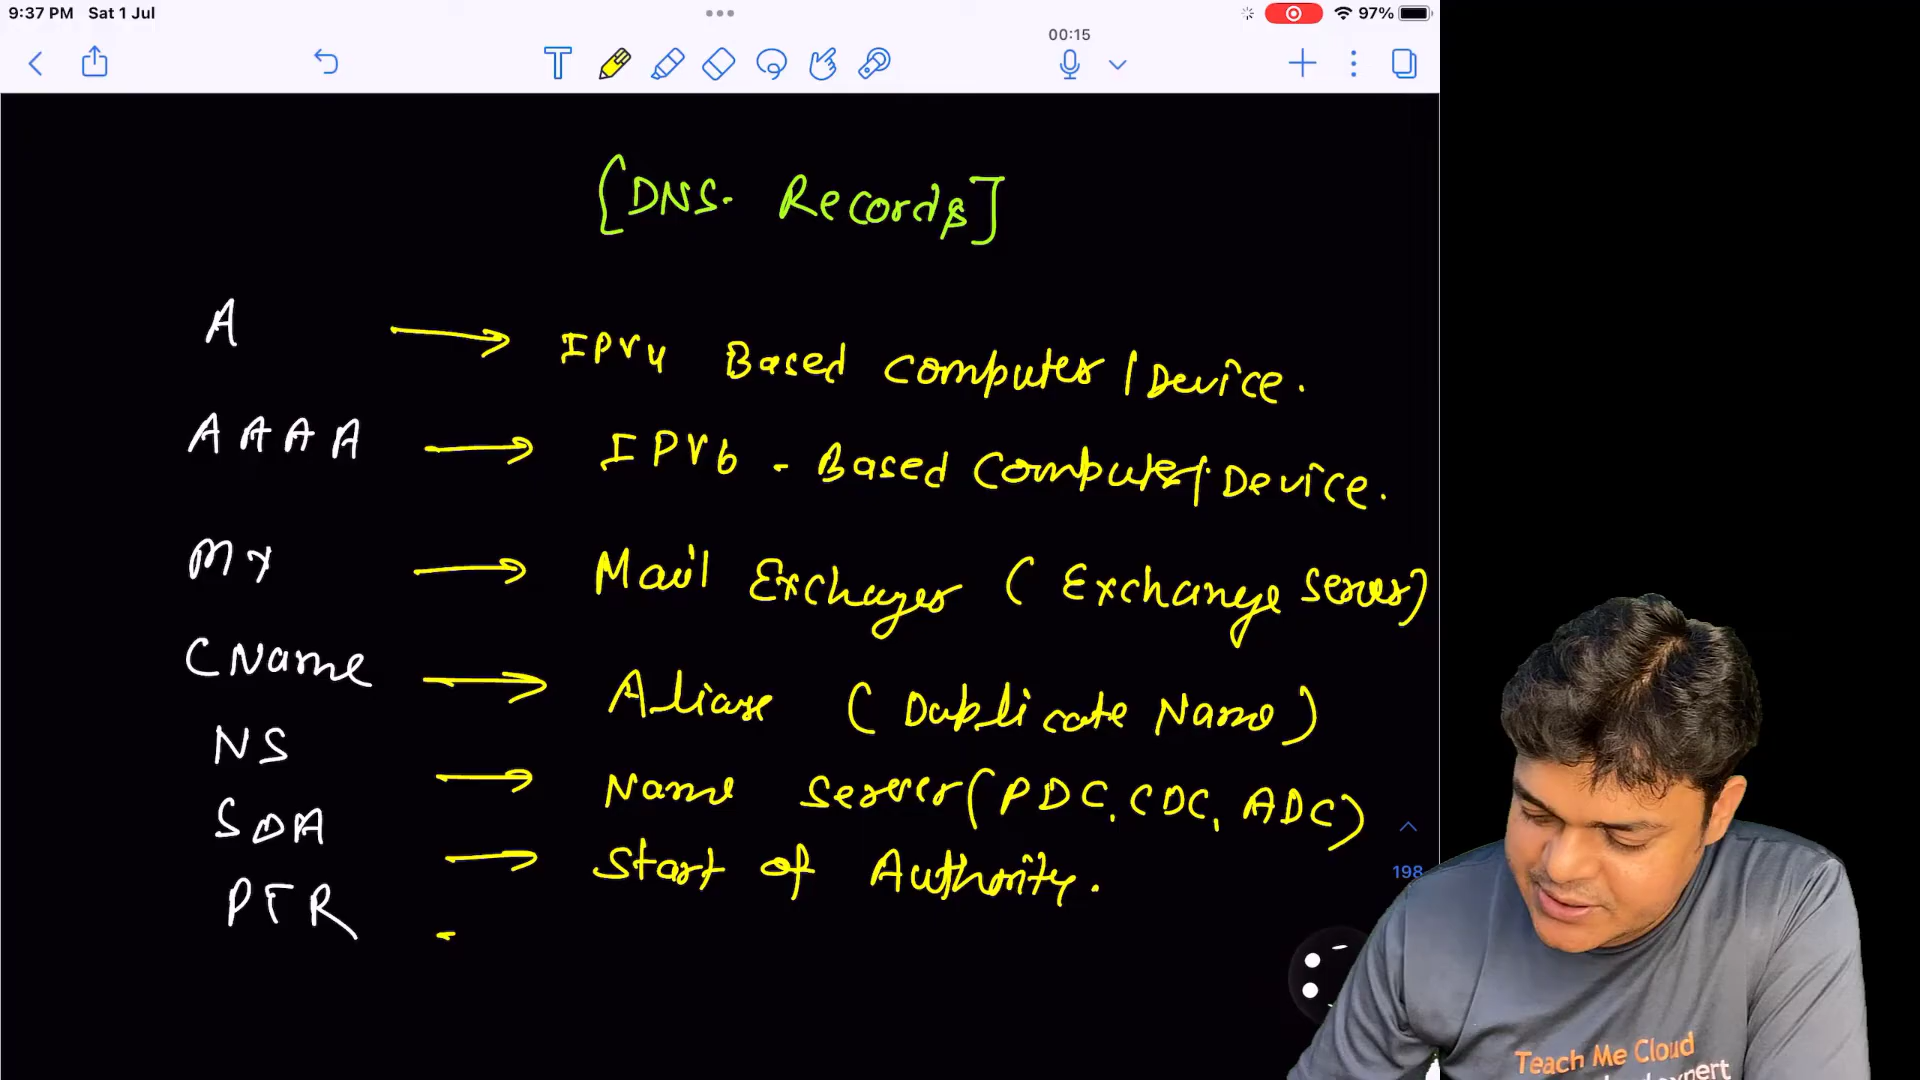 9:37 PM Sat 1 Jul
97%
00:15
[DNS. Records]
A → IPV4 Based Computer / Device.
AAAA → IPV6 - Based Computer/Device.
MX → Mail Exchager ( Exchange Server)
CName → Aliase ( Duplicate Name )
NS → Name Server( PDC, CDC, ADC)
SOA → Start of Authority.
PTR -
198
Teach Me Cloud